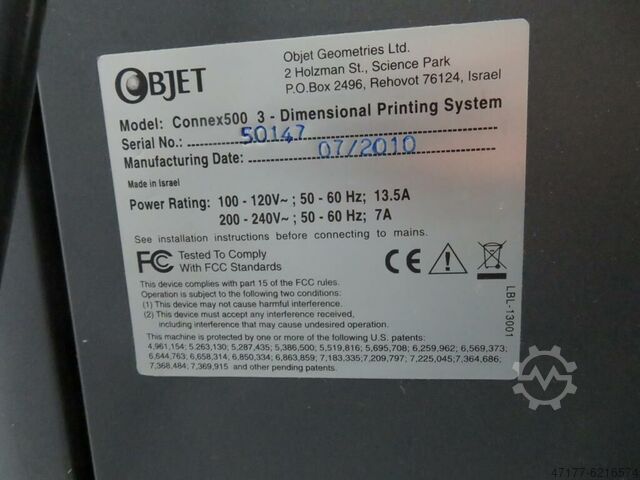 OBJET
Objet Geometries Ltd.
2 Holzman St., Science Park
P.O.Box 2496, Rehovot 76124, Israel
Model: Connex500 3 - Dimensional Printing System
Serial No.: 50147
Manufacturing Date: 07/2010
Made in Israel
Power Rating: 100 - 120V~ ; 50 - 60 Hz; 13.5A
200 - 240V~ ; 50 - 60 Hz; 7A
See installation instructions before connecting to mains.
FC Tested To Comply
With FCC Standards
CE
This device complies with part 15 of the FCC rules.
Operation is subject to the following two conditions:
(1) This device may not cause harmful interference.
(2) This device must accept any interference received,
including interference that may cause undesired operation.
This machine is protected by one or more of the following U.S. patents:
4,961,154; 5,263,130; 5,287,435; 5,386,500; 5,519,816; 5,695,708; 6,259,962; 6,569,373;
6,644,763; 6,658,314; 6,850,334; 6,863,859; 7,183,335; 7,209,797; 7,225,045; 7,364,686;
7,368,484; 7,369,915 and other pending patents.
LBL-13001
47177-6216574